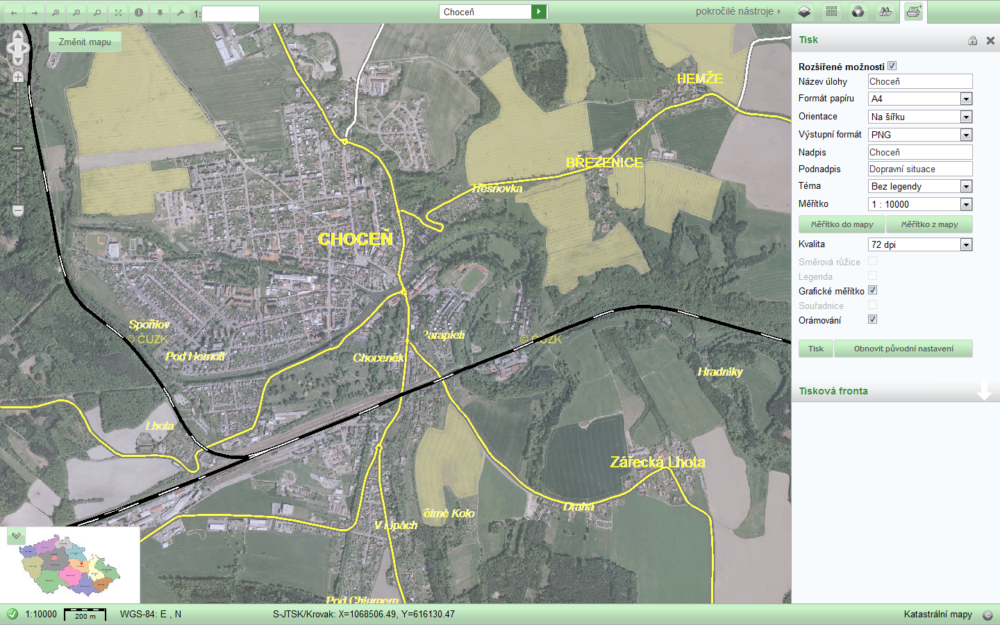 1:
Choceň
pokročilé nástroje
Změnit mapu
HEMŽE
BŘEZENICE
Hřesňovka
CHOCEŇ
Spořilov
© ČÚZK
Parapleti
© ČÚZK
Pod Homolí
Choceněk
Hradníky
Lhota
Zářecká Lhota
Draha
Kolo
V Lipách
Pod Chlumem
Tisk
Rozšířené možnosti
Název úlohy Choceň
Formát papíru A4
Orientace Na šířku
Výstupní formát PNG
Nadpis Choceň
Podnadpis Dopravní situace
Téma Bez legendy
Měřítko 1 : 10000
Měřítko do mapy Měřítko z mapy
Kvalita 72 dpi
Směrová růžice
Legenda
Grafické měřítko
Souřadnice
Orámování
Tisk Obnovit původní nastavení
Tisková fronta
1:10000 200 m WGS-84: E , N S-JTSK/Krovak: X=1068506.49, Y=616130.47 Katastrální mapy